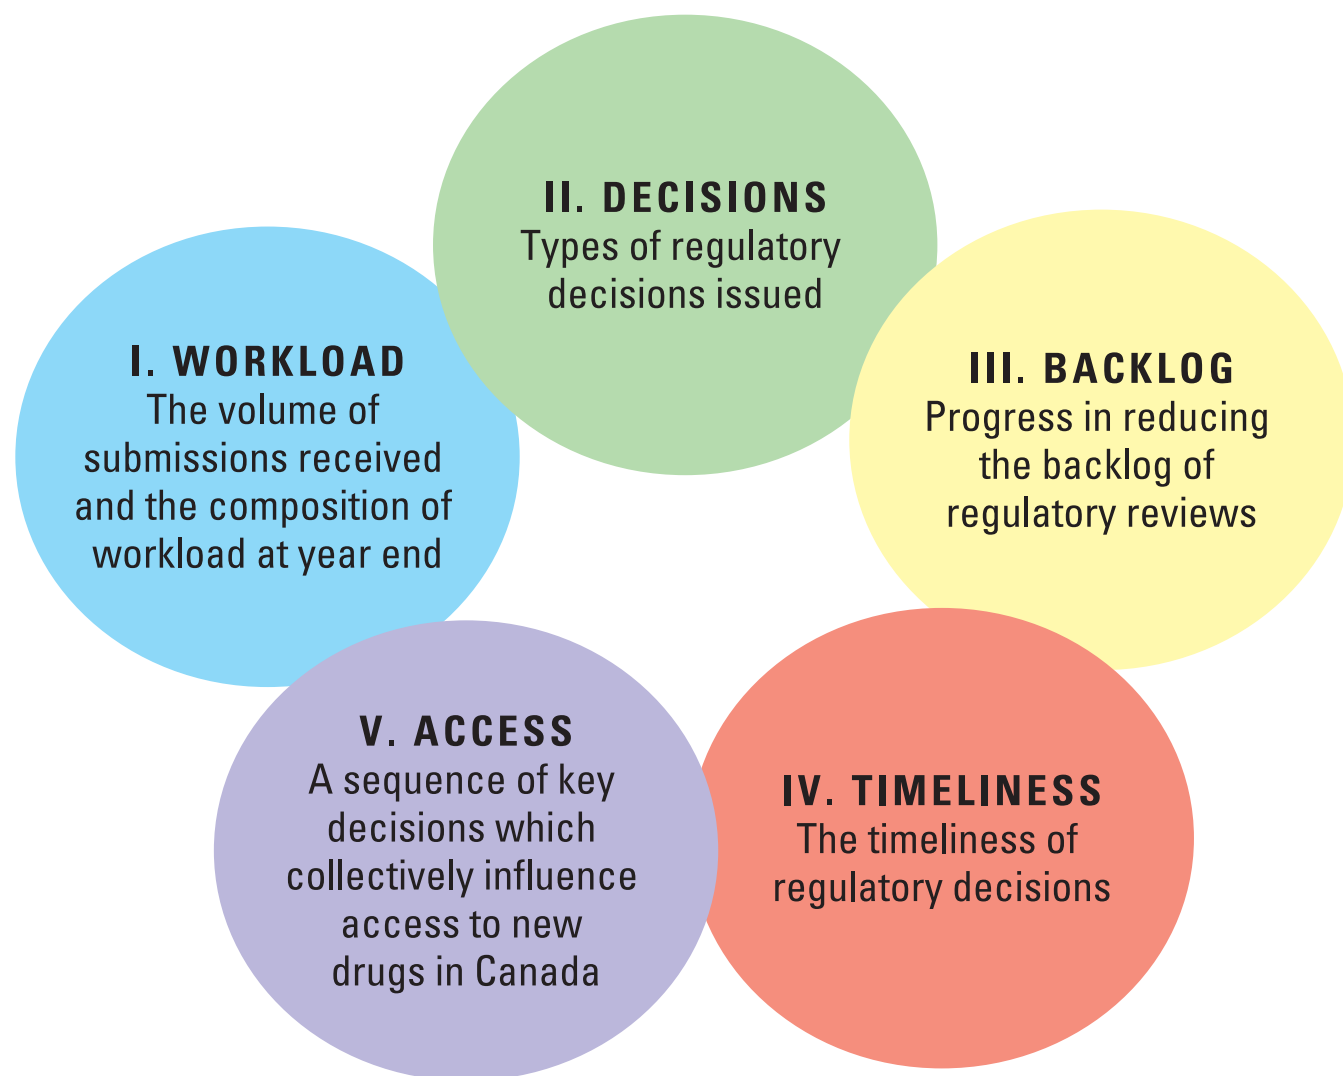 I. WORKLOAD
The volume of
submissions received
and the composition of
workload at year end
II. DECISIONS
Types of regulatory
decisions issued
III. BACKLOG
Progress in reducing
the backlog of
regulatory reviews
IV. TIMELINESS
The timeliness of
regulatory decisions
V. ACCESS
A sequence of key
decisions which
collectively influence
access to new
drugs in Canada